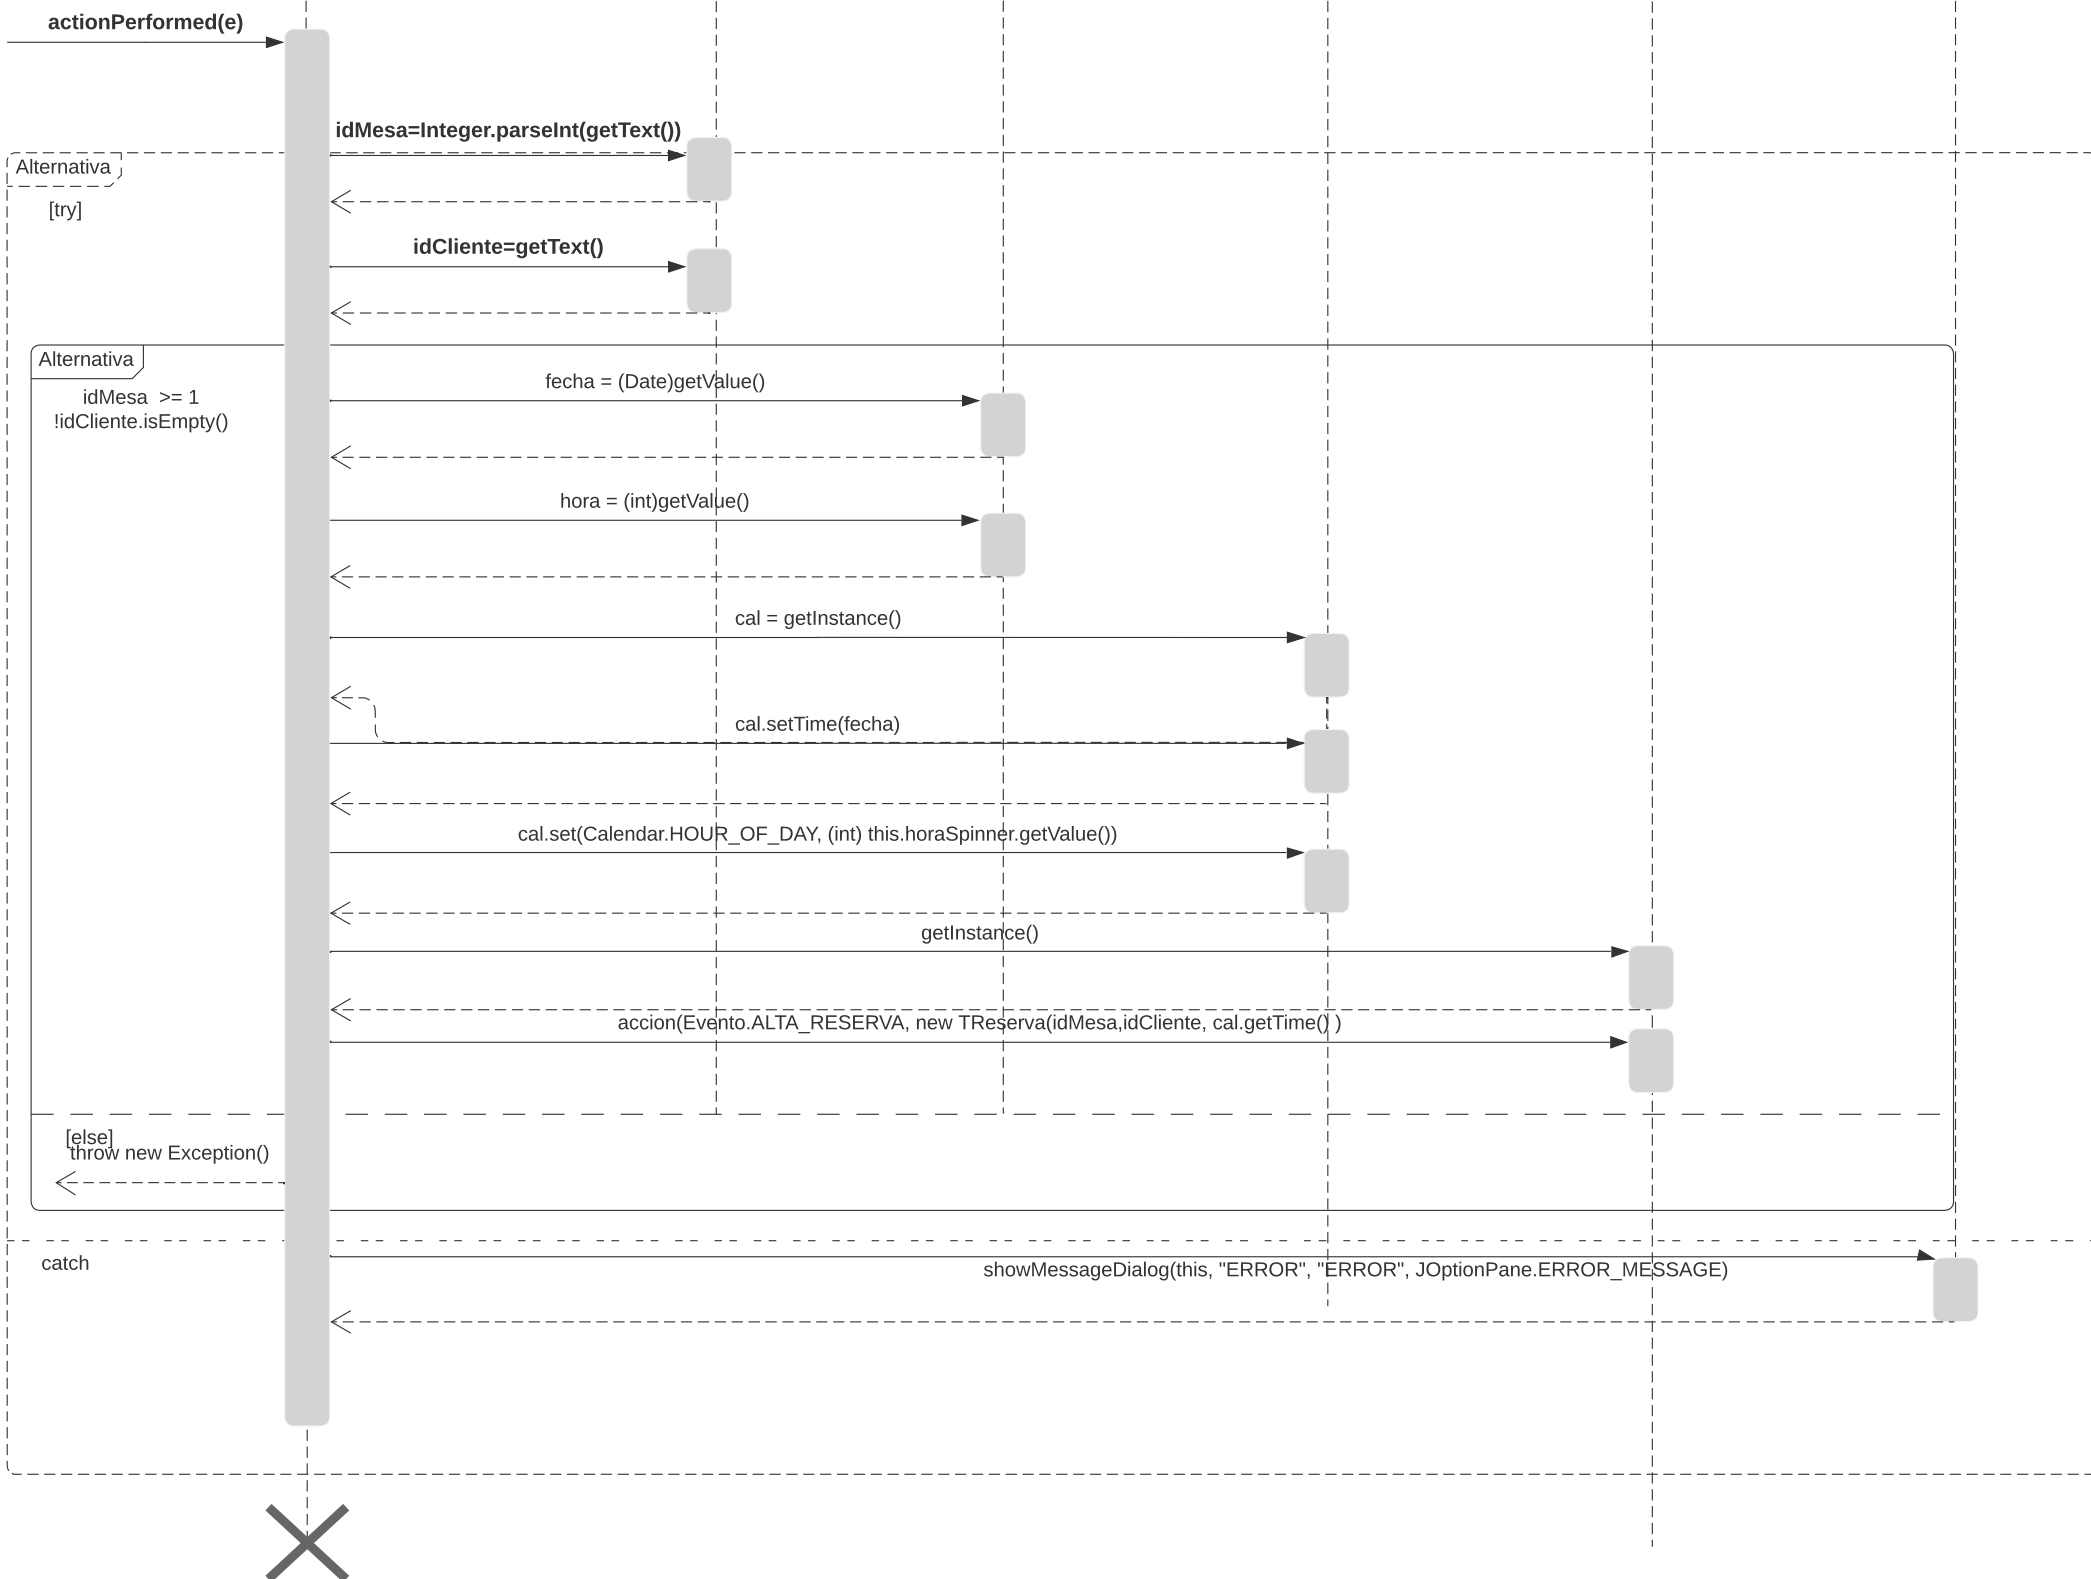 actionPerformed(e)
idMesa=Integer.parseInt(getText())
Alternativa
[try]
idCliente=getText()
Alternativa
idMesa  >= 1
!idCliente.isEmpty()
fecha = (Date)getValue()
hora = (int)getValue()
cal = getInstance()
cal.setTime(fecha)
cal.set(Calendar.HOUR_OF_DAY, (int) this.horaSpinner.getValue())
getInstance()
accion(Evento.ALTA_RESERVA, new TReserva(idMesa,idCliente, cal.getTime() )
[else]
throw new Exception()
catch
showMessageDialog(this, "ERROR", "ERROR", JOptionPane.ERROR_MESSAGE)